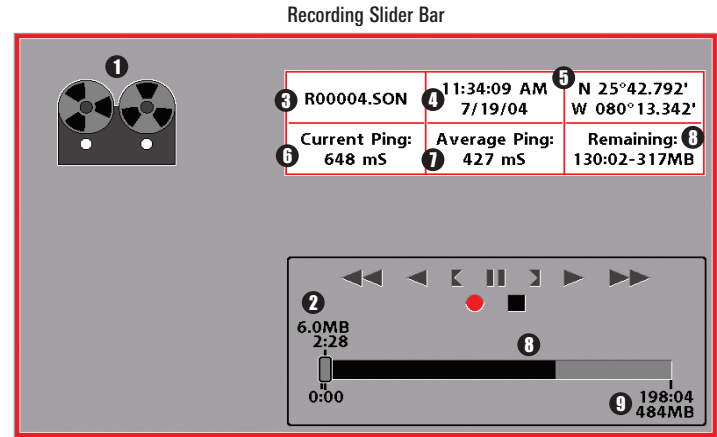 Recording Slider Bar
1
3 R00004.SON
4 11:34:09 AM
7/19/04
5 N 25°42.792'
W 080°13.342'
6 Current Ping:
648 mS
7 Average Ping:
427 mS
Remaining: 8
130:02-317MB
2
6.0MB
2:28
8
0:00
9 198:04
484MB